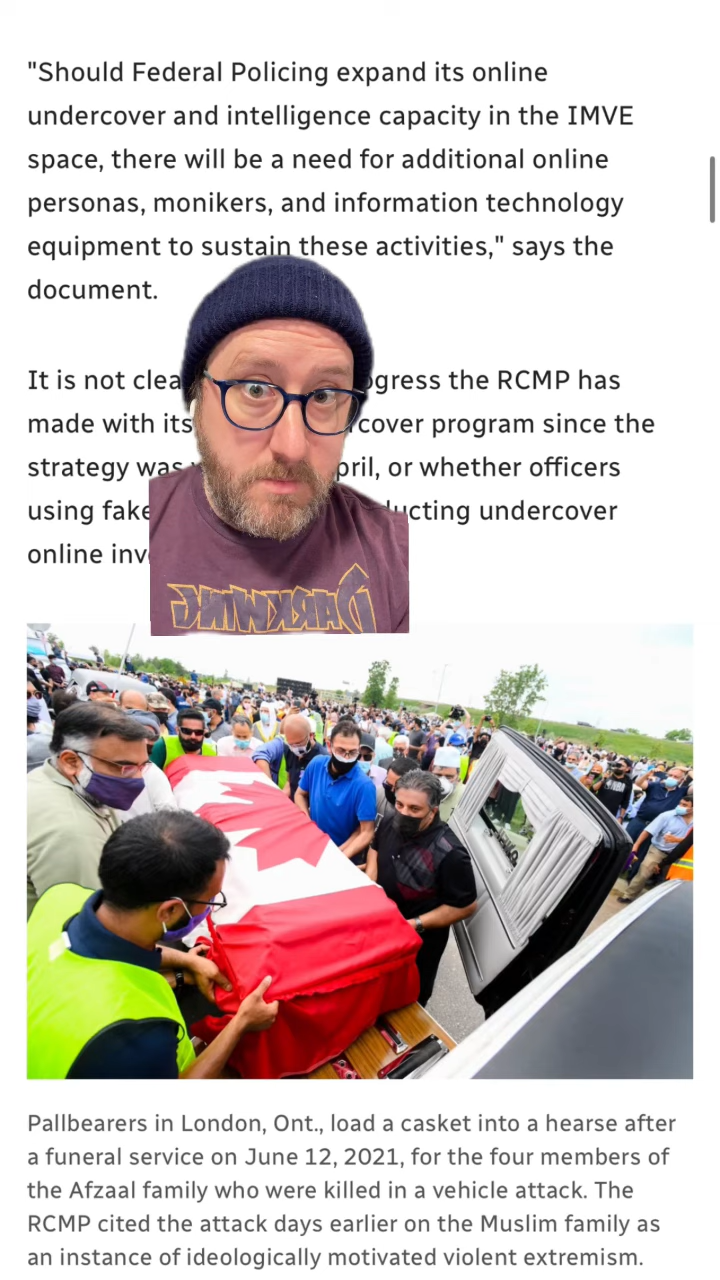 "Should Federal Policing expand its online
undercover and intelligence capacity in the IMVE
space, there will be a need for additional online
personas, monikers, and information technology
equipment to sustain these activities," says the
document.
It is not clea ogress the RCMP has
made with its cover program since the
strategy was pril, or whether officers
using fake ucting undercover
online inv
DARKWING
Pallbearers in London, Ont., load a casket into a hearse after
a funeral service on June 12, 2021, for the four members of
the Afzaal family who were killed in a vehicle attack. The
RCMP cited the attack days earlier on the Muslim family as
an instance of ideologically motivated violent extremism.